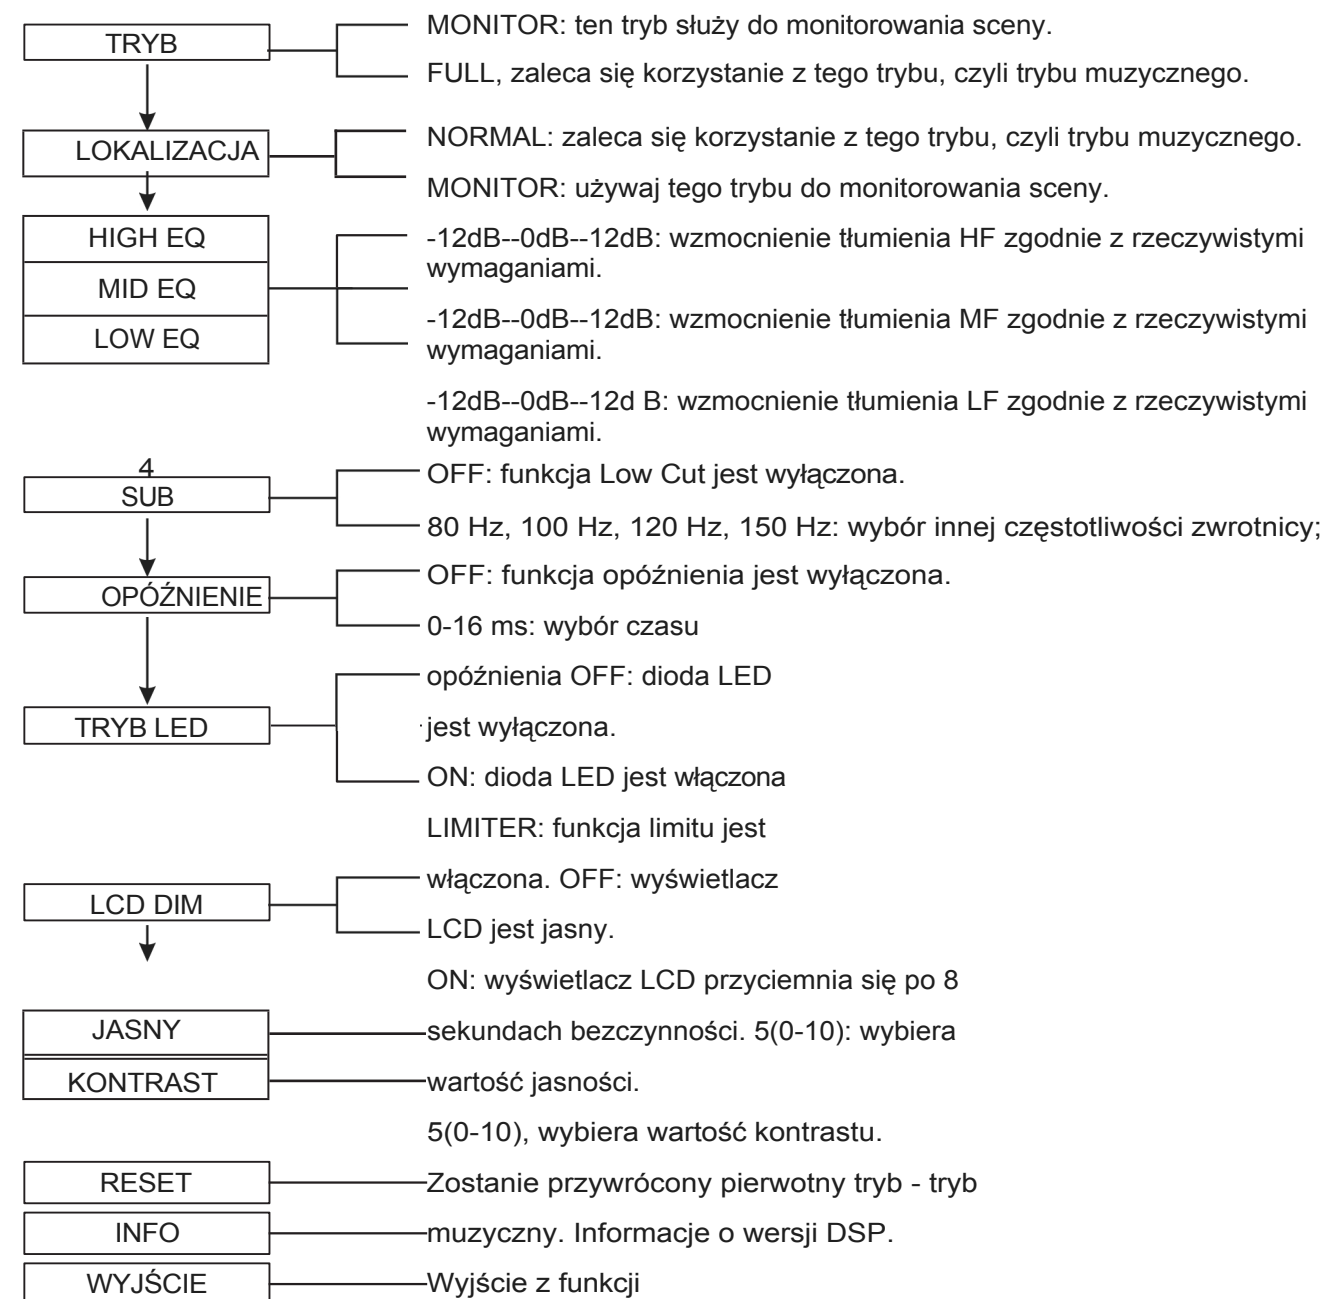 TRYB
MONITOR: ten tryb służy do monitorowania sceny.
FULL, zaleca się korzystanie z tego trybu, czyli trybu muzycznego.
LOKALIZACJA
NORMAL: zaleca się korzystanie z tego trybu, czyli trybu muzycznego.
MONITOR: używaj tego trybu do monitorowania sceny.
HIGH EQ
MID EQ
LOW EQ
-12dB--0dB--12dB: wzmocnienie tłumienia HF zgodnie z rzeczywistymi
wymaganiami.
-12dB--0dB--12dB: wzmocnienie tłumienia MF zgodnie z rzeczywistymi
wymaganiami.
-12dB--0dB--12d B: wzmocnienie tłumienia LF zgodnie z rzeczywistymi
wymaganiami.
4
SUB
OFF: funkcja Low Cut jest wyłączona.
80 Hz, 100 Hz, 120 Hz, 150 Hz: wybór innej częstotliwości zwrotnicy;
OPÓŹNIENIE
OFF: funkcja opóźnienia jest wyłączona.
0-16 ms: wybór czasu
opóźnienia OFF: dioda LED
TRYB LED
jest wyłączona.
ON: dioda LED jest włączona
LIMITER: funkcja limitu jest
włączona. OFF: wyświetlacz
LCD DIM
LCD jest jasny.
ON: wyświetlacz LCD przyciemnia się po 8
JASNY
sekundach bezczynności. 5(0-10): wybiera
KONTRAST
wartość jasności.
5(0-10), wybiera wartość kontrastu.
RESET
Zostanie przywrócony pierwotny tryb - tryb
INFO
muzyczny. Informacje o wersji DSP.
WYJŚCIE
Wyjście z funkcji